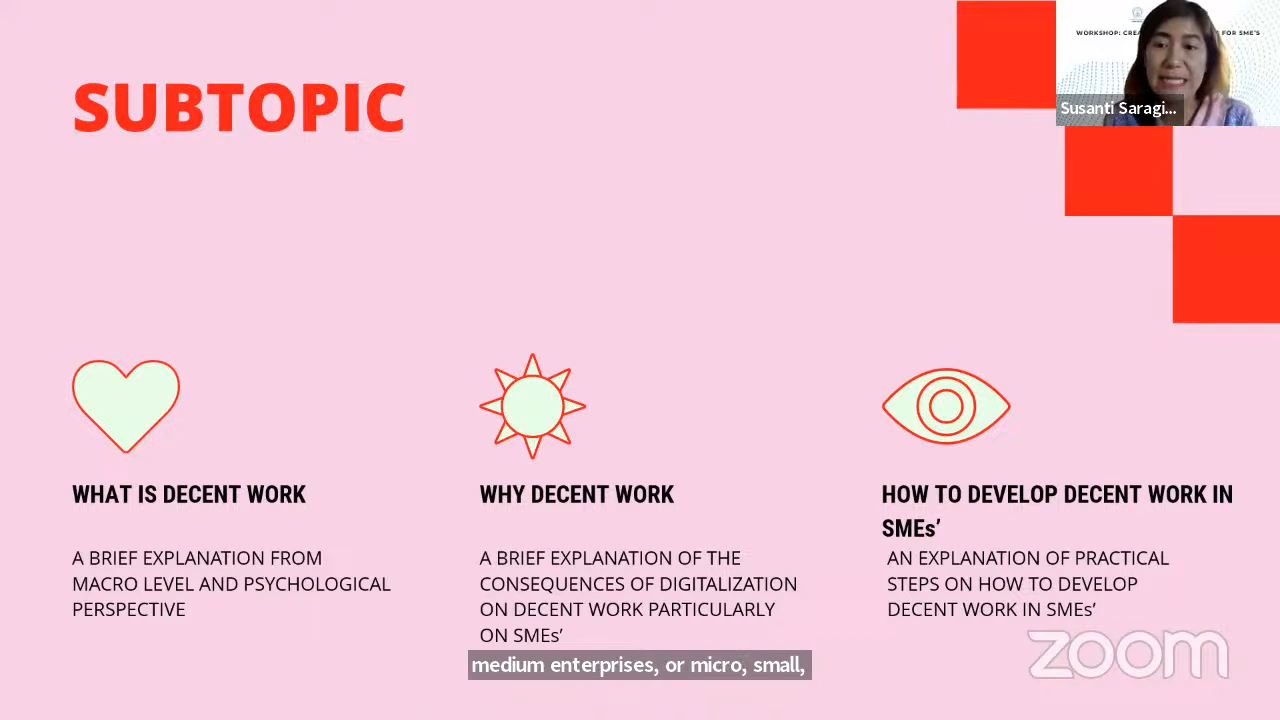 WORKSHOP: CREA FOR SME'S
SUBTOPIC
Susanti Saragi...
WHAT IS DECENT WORK
A BRIEF EXPLANATION FROM
MACRO LEVEL AND PSYCHOLOGICAL
PERSPECTIVE
WHY DECENT WORK
A BRIEF EXPLANATION OF THE
CONSEQUENCES OF DIGITALIZATION
ON DECENT WORK PARTICULARLY
ON SMEs’
HOW TO DEVELOP DECENT WORK IN
SMEs’
AN EXPLANATION OF PRACTICAL
STEPS ON HOW TO DEVELOP
DECENT WORK IN SMEs’
medium enterprises, or micro, small,
zoom